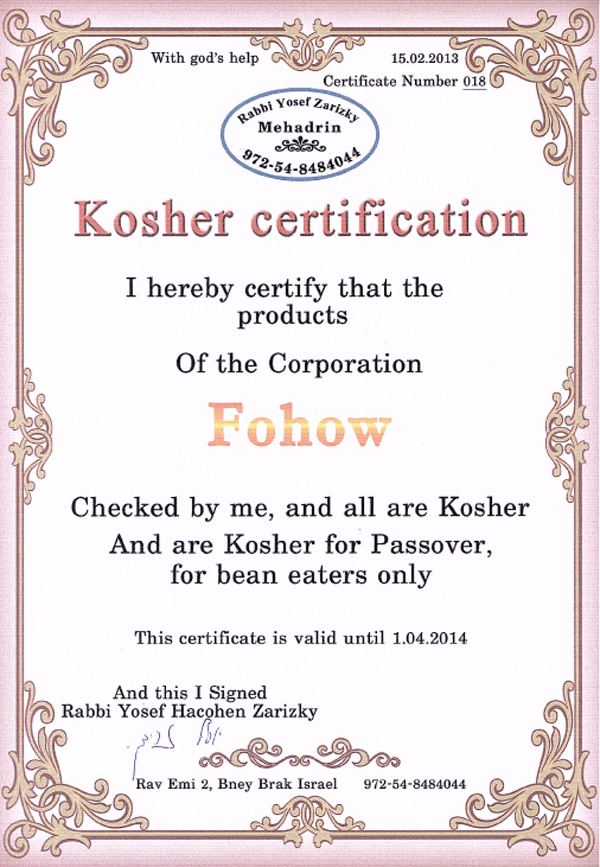 With god's help 15.02.2013
Certificate Number 018
Rabbi Yosef Zarizky
Mehadrin
972-54-8484044
Kosher certification
I hereby certify that the
products
Of the Corporation
Fohow
Checked by me, and all are Kosher
And are Kosher for Passover,
for bean eaters only
This certificate is valid until 1.04.2014
And this I Signed
Rabbi Yosef Hacohen Zarizky
Rav Emi 2, Bney Brak Israel 972-54-8484044